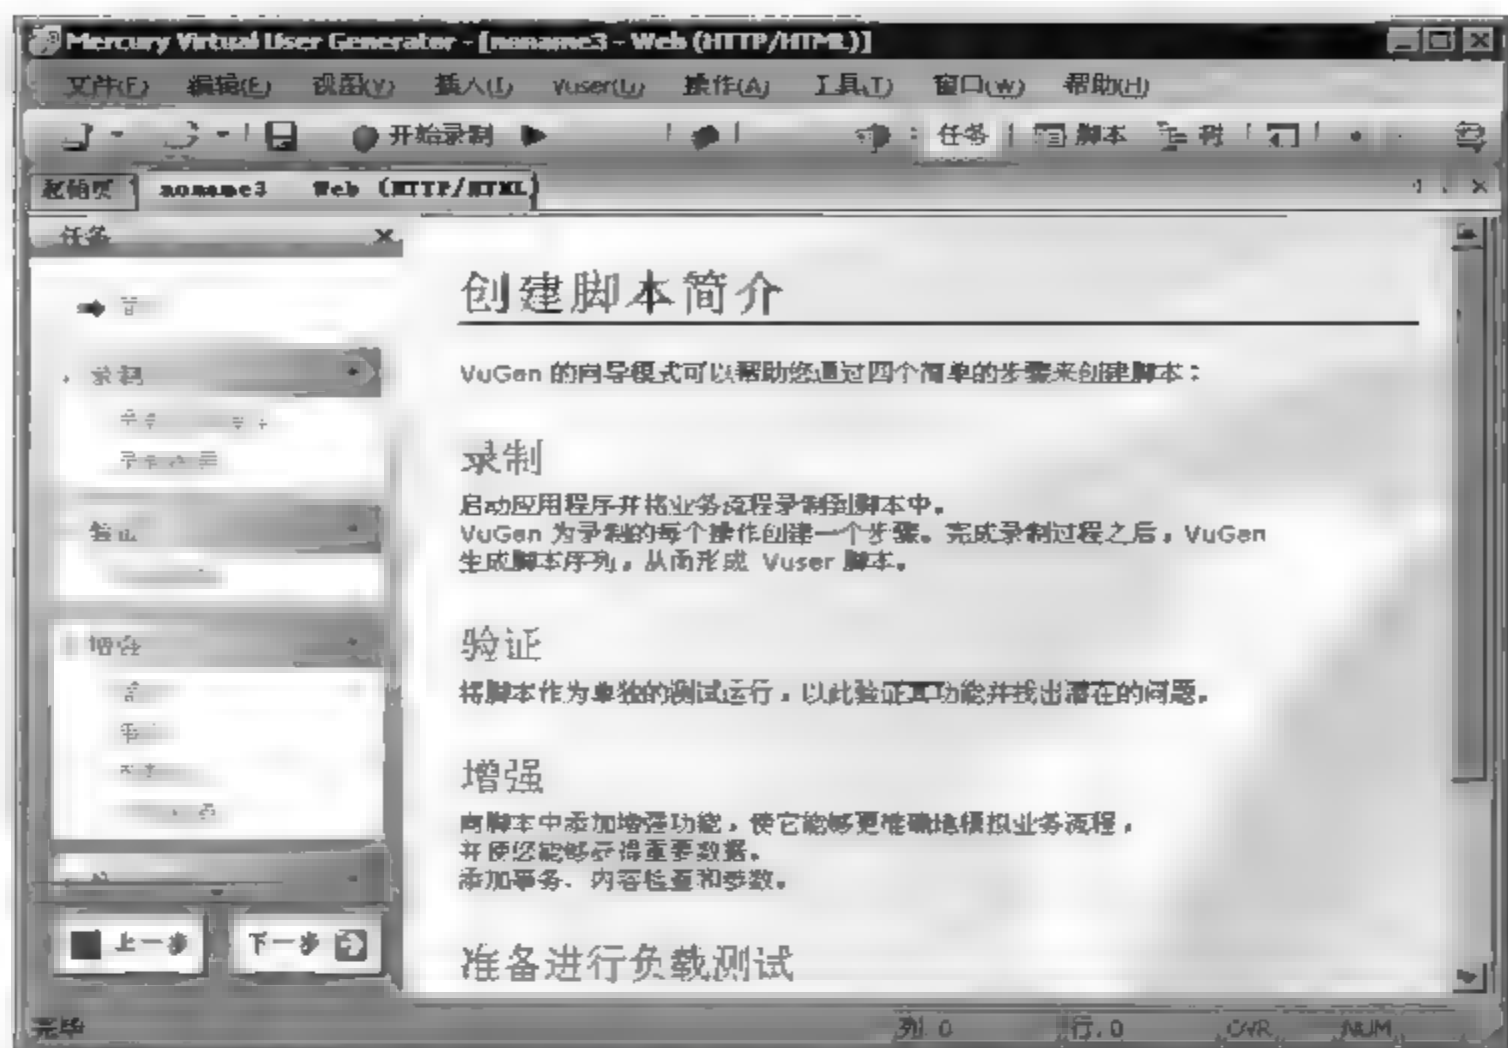 Mercury Virtual User Generator - [noname3 - Web (HTTP/HTML)]
文件(F) 编辑(E) 视图(V) 插入(I) Vuser(U) 操作(A) 工具(T) 窗口(W) 帮助(H)
开始录制 任务 脚本 树
起始页 noname3 Web (HTTP/HTML)
任务
录制
验证
增强
上一步 下一步
创建脚本简介
VuGen 的向导模式可以帮助您通过四个简单的步骤来创建脚本：
录制
启动应用程序并将业务流程录制到脚本中。
VuGen 为录制的每个操作创建一个步骤。完成录制过程之后，VuGen
生成脚本序列，从而形成 Vuser 脚本。
验证
将脚本作为单独的测试运行，以此验证其功能并找出潜在的问题。
增强
向脚本中添加增强功能，使它能够更准确地模拟业务流程，
并使您能够获得重要数据。
添加事务、内容检查和参数。
准备进行负载测试
完毕 列: 0 行: 0 OVR NUM